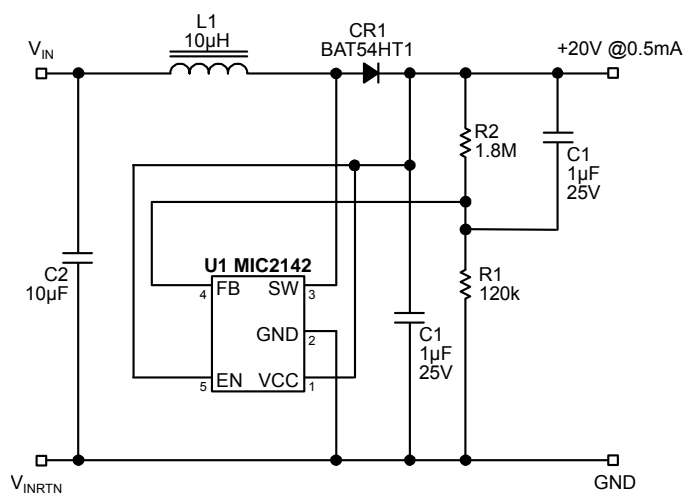 L1
10µH
CR1
BAT54HT1
VIN
+20V @0.5mA
R2
1.8M
C1
1µF
25V
U1 MIC2142
C2
10µF
4
FB
SW
3
R1
120k
GND
2
C1
1µF
25V
5
EN
VCC
1
VINRTN
GND